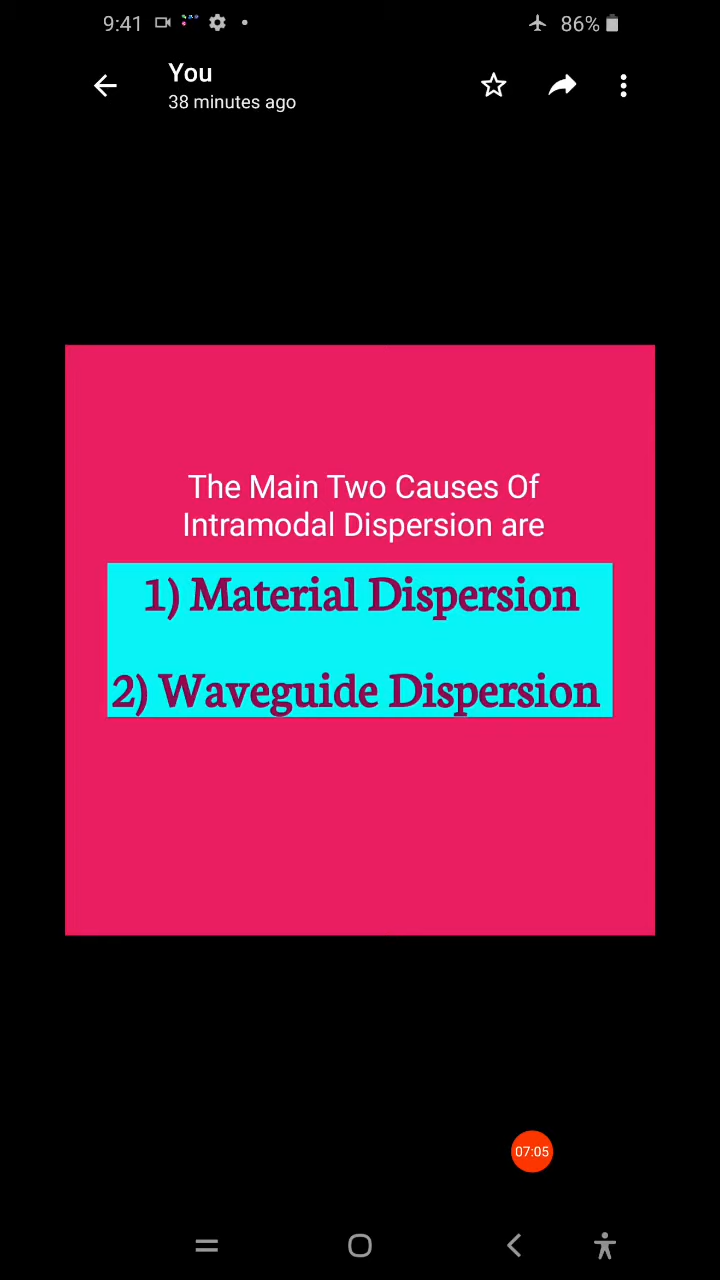 9:41
86%
You
38 minutes ago
The Main Two Causes Of
Intramodal Dispersion are
1) Material Dispersion
2) Waveguide Dispersion
07:05